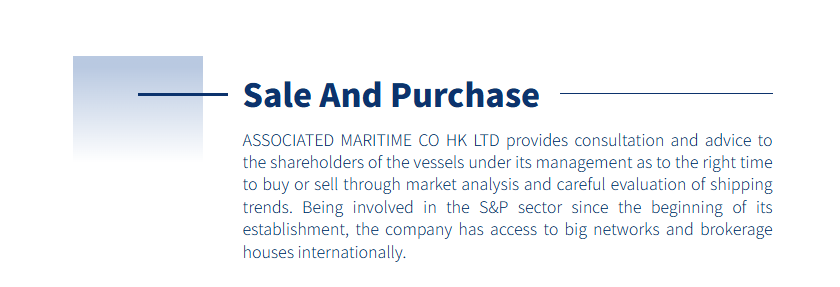 Sale And Purchase
ASSOCIATED MARITIME CO HK LTD provides consultation and advice to
the shareholders of the vessels under its management as to the right time
to buy or sell through market analysis and careful evaluation of shipping
trends. Being involved in the S&P sector since the beginning of its
establishment, the company has access to big networks and brokerage
houses internationally.